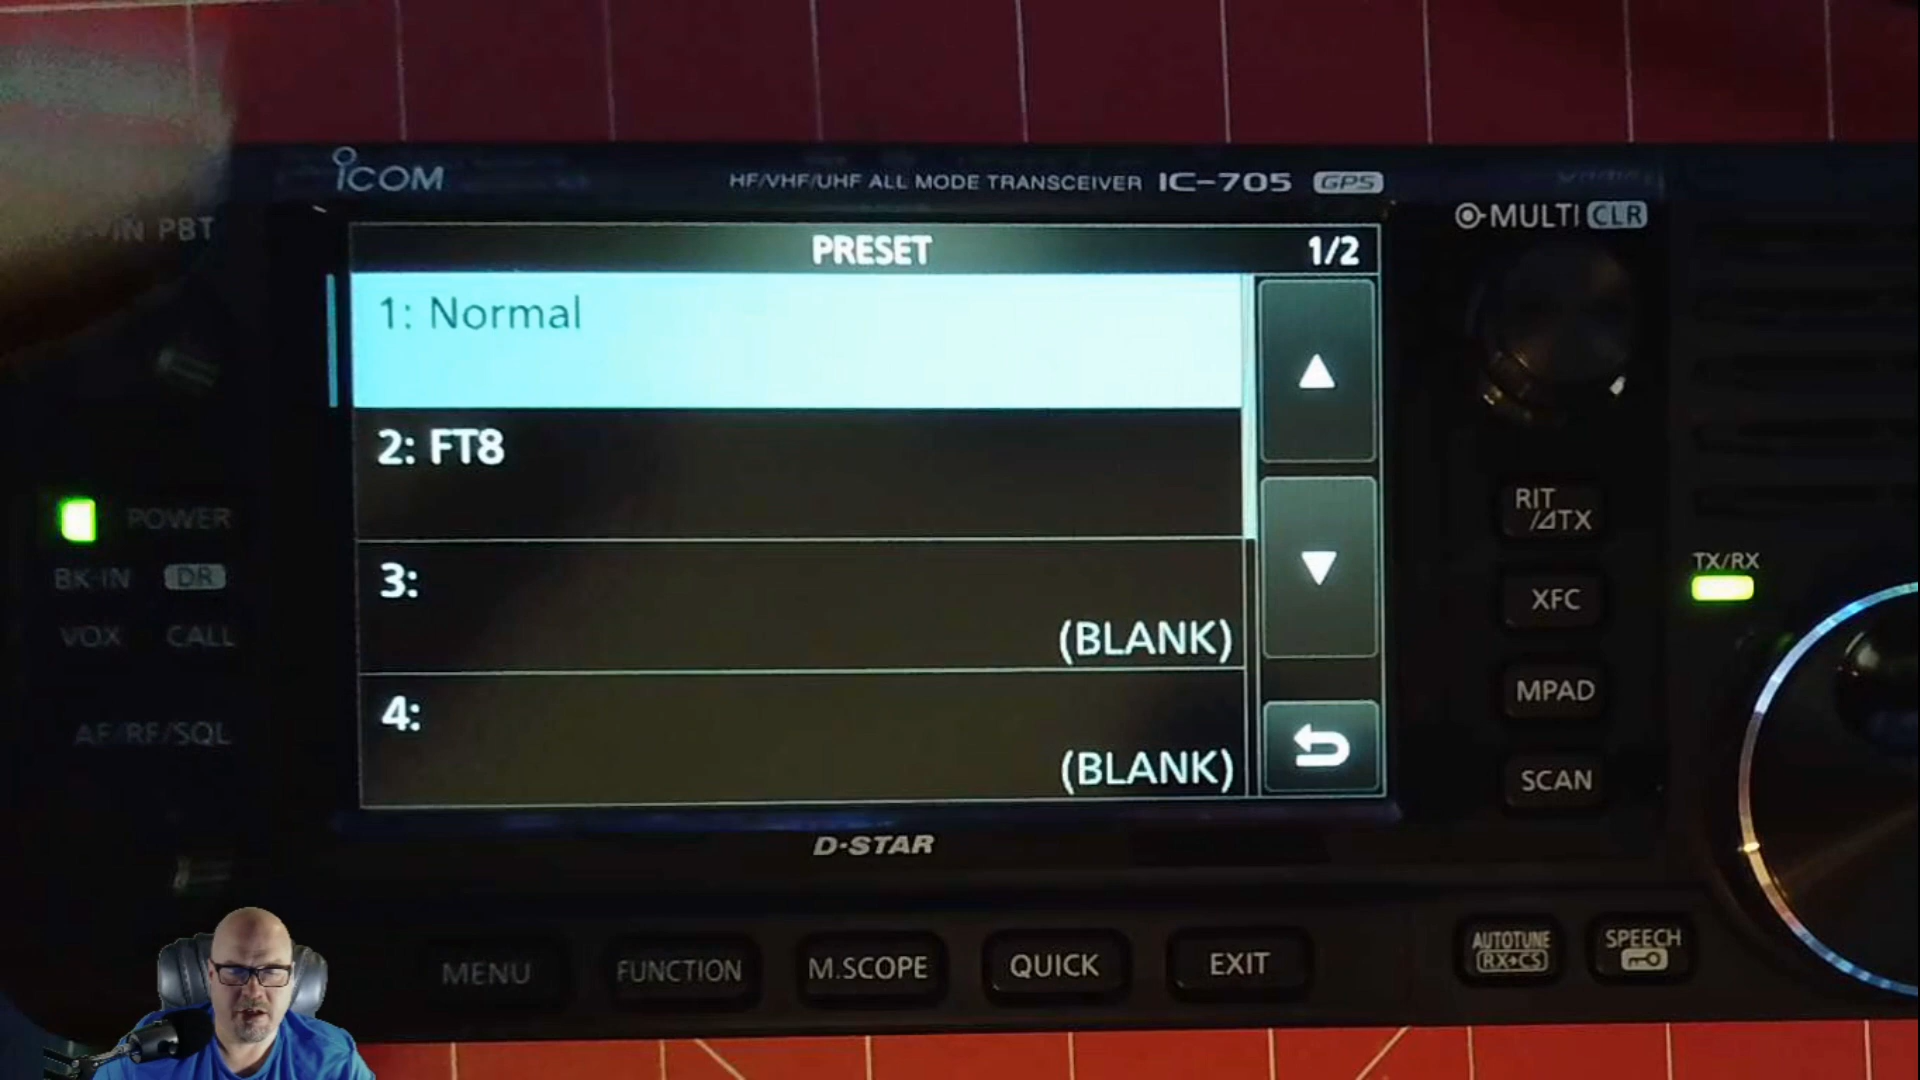 ICOM
HF/VHF/UHF ALL MODE TRANSCEIVER IC-705 GPS
IN PBT
MULTI CLR
PRESET 1/2
1: Normal
2: FT8
3:
(BLANK)
4:
(BLANK)
POWER
BK-IN DR
VOX CALL
AF/RF/SQL
RIT
/⊿TX
TX/RX
XFC
MPAD
SCAN
D-STAR
MENU FUNCTION M.SCOPE QUICK EXIT
AUTOTUNE
RX→CS
SPEECH